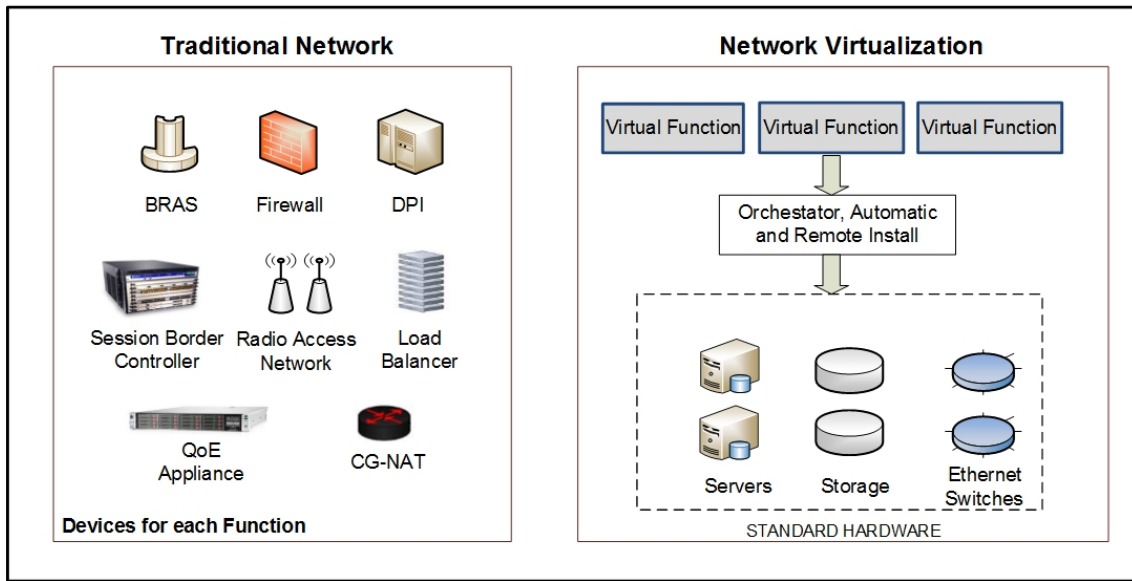 Traditional Network
BRAS
Firewall
DPI
Session Border
Controller
Radio Access
Network
Load
Balancer
QoE
Appliance
CG-NAT
Devices for each Function
Network Virtualization
Virtual Function
Virtual Function
Virtual Function
Orchestator, Automatic
and Remote Install
Servers
Storage
Ethernet
Switches
STANDARD HARDWARE